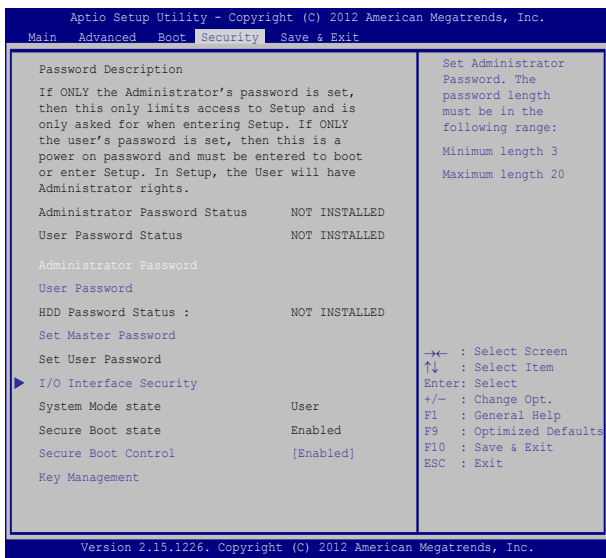 Aptio Setup Utility - Copyright (C) 2012 American Megatrends, Inc.
Main Advanced Boot Security Save & Exit
Password Description
If ONLY the Administrator's password is set,
then this only limits access to Setup and is
only asked for when entering Setup. If ONLY
the user's password is set, then this is a
power on password and must be entered to boot
or enter Setup. In Setup, the User will have
Administrator rights.
Administrator Password Status NOT INSTALLED
User Password Status NOT INSTALLED
Administrator Password
User Password
HDD Password Status : NOT INSTALLED
Set Master Password
Set User Password
I/O Interface Security
System Mode state User
Secure Boot state Enabled
Secure Boot Control [Enabled]
Key Management
Set Administrator
Password. The
password length
must be in the
following range:
Minimum length 3
Maximum length 20
→← : Select Screen
↑↓ : Select Item
Enter: Select
+/— : Change Opt.
F1 : General Help
F9 : Optimized Defaults
F10 : Save & Exit
ESC : Exit
Version 2.15.1226. Copyright (C) 2012 American Megatrends, Inc.